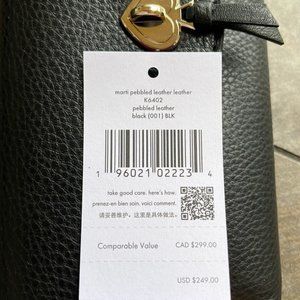 marti pebbled leather leather
K6402
pebbled leather
black (001) BLK
1 96021 02223 4
take good care. here's how.
prenez-en bien soin. voici comment.
请妥善维护。这里是具体做法
Comparable Value CAD $299.00
USD $249.00